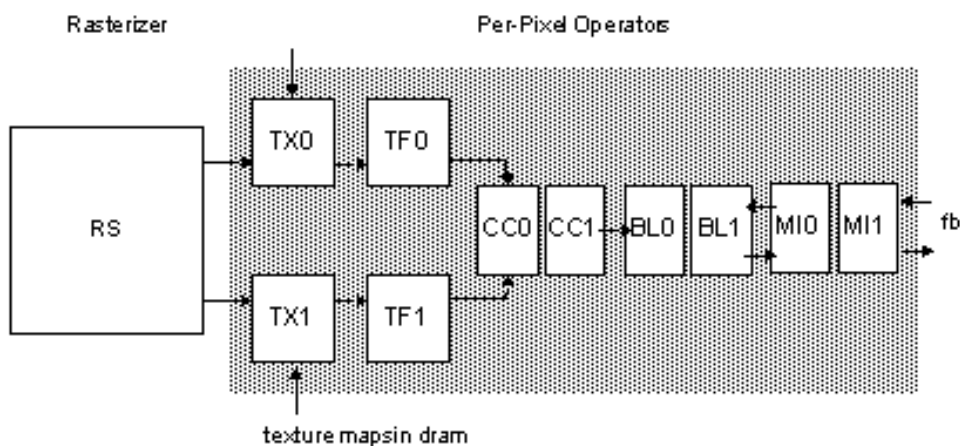 Rasterizer
Per-Pixel Operators
TX0
TF0
RS
CC0
CC1
BL0
BL1
MI0
MI1
fb
TX1
TF1
texture mapsin dram